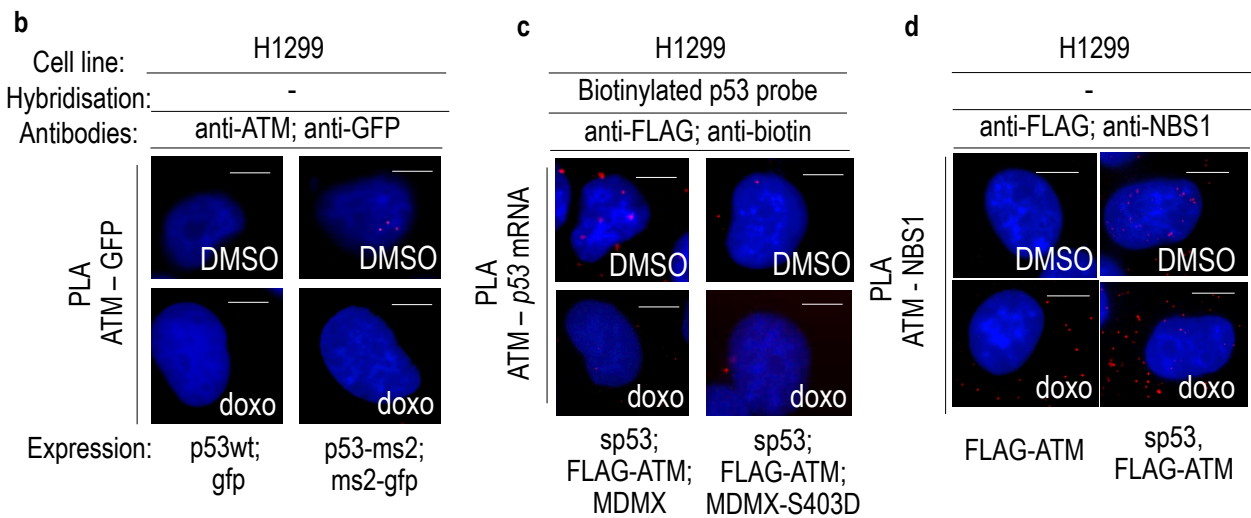 b
Cell line:
H1299
Hybridisation:
-
Antibodies:
anti-ATM; anti-GFP
PLA
ATM – GFP
DMSO
DMSO
doxo
doxo
Expression:
p53wt;
gfp
p53-ms2;
ms2-gfp
c
H1299
Biotinylated p53 probe
anti-FLAG; anti-biotin
PLA
ATM – p53 mRNA
DMSO
DMSO
doxo
doxo
sp53;
FLAG-ATM;
MDMX
sp53;
FLAG-ATM;
MDMX-S403D
d
H1299
-
anti-FLAG; anti-NBS1
PLA
ATM - NBS1
DMSO
DMSO
doxo
doxo
FLAG-ATM
sp53,
FLAG-ATM